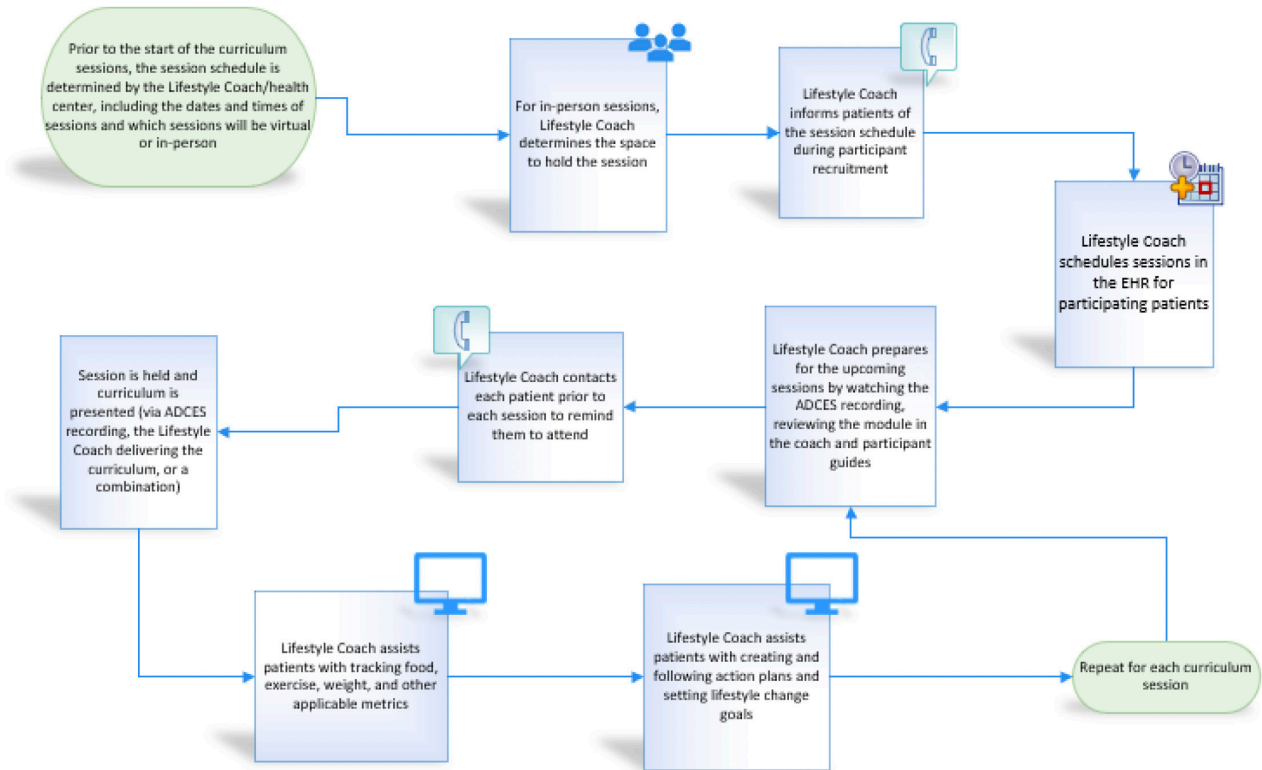 Prior to the start of the curriculum
sessions, the session schedule is
determined by the Lifestyle Coach/health
center, including the dates and times of
sessions and which sessions will be virtual
or in-person
For in-person sessions,
Lifestyle Coach
determines the space
to hold the session
Lifestyle Coach
informs patients of
the session schedule
during participant
recruitment
Lifestyle Coach
schedules sessions in
the EHR for
participating patients
Lifestyle Coach prepares
for the upcoming
sessions by watching the
ADCES recording,
reviewing the module in
the coach and participant
guides
Lifestyle Coach contacts
each patient prior to
each session to remind
them to attend
Session is held and
curriculum is
presented (via ADCES
recording, the Lifestyle
Coach delivering the
curriculum, or a
combination)
Lifestyle Coach assists
patients with tracking food,
exercise, weight, and other
applicable metrics
Lifestyle Coach assists
patients with creating and
following action plans and
setting lifestyle change
goals
Repeat for each curriculum
session